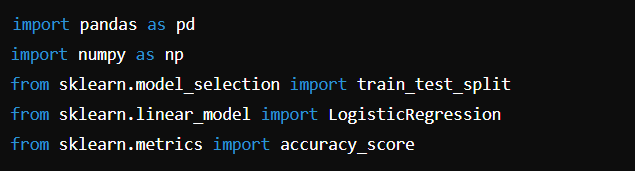 import pandas as pd
import numpy as np
from sklearn.model_selection import train_test_split
from sklearn.linear_model import LogisticRegression
from sklearn.metrics import accuracy_score